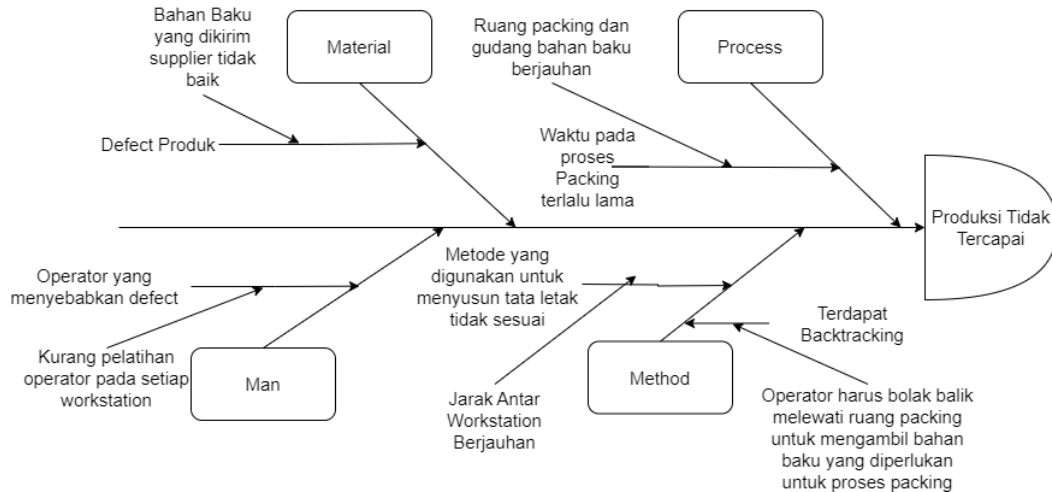 Bahan Baku
yang dikirim
supplier tidak
baik
Material
Ruang packing dan
gudang bahan baku
berjauhan
Process
Defect Produk
Waktu pada
proses
Packing
terlalu lama
Produksi Tidak
Tercapai
Operator yang
menyebabkan defect
Metode yang
digunakan untuk
menyusun tata letak
tidak sesuai
Terdapat
Backtracking
Kurang pelatihan
operator pada setiap
workstation
Man
Jarak Antar
Workstation
Berjauhan
Method
Operator harus bolak balik
melewati ruang packing
untuk mengambil bahan
baku yang diperlukan
untuk proses packing